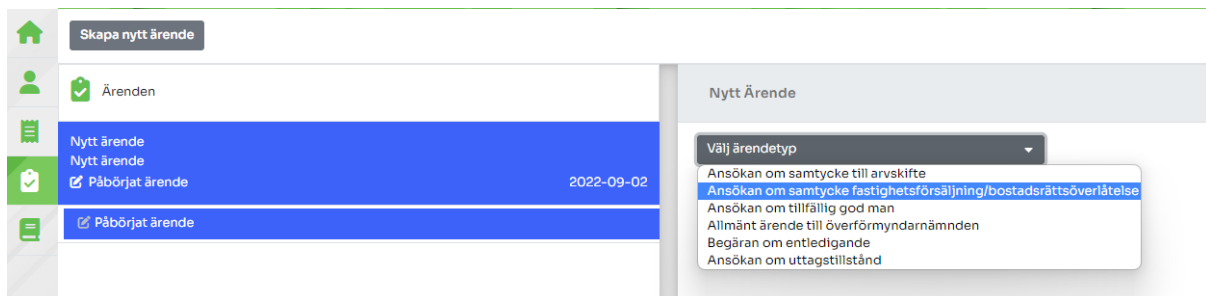 Skapa nytt ärende
Ärenden
Nytt ärende
Nytt ärende
Påbörjat ärende 2022-09-02
Påbörjat ärende
Nytt Ärende
Välj ärendetyp
Ansökan om samtycke till arvskifte
Ansökan om samtycke fastighetsförsäljning/bostadsrättsöverlåtelse
Ansökan om tillfällig god man
Allmänt ärende till överförmyndarnämnden
Begäran om entledigande
Ansökan om uttagstillstånd